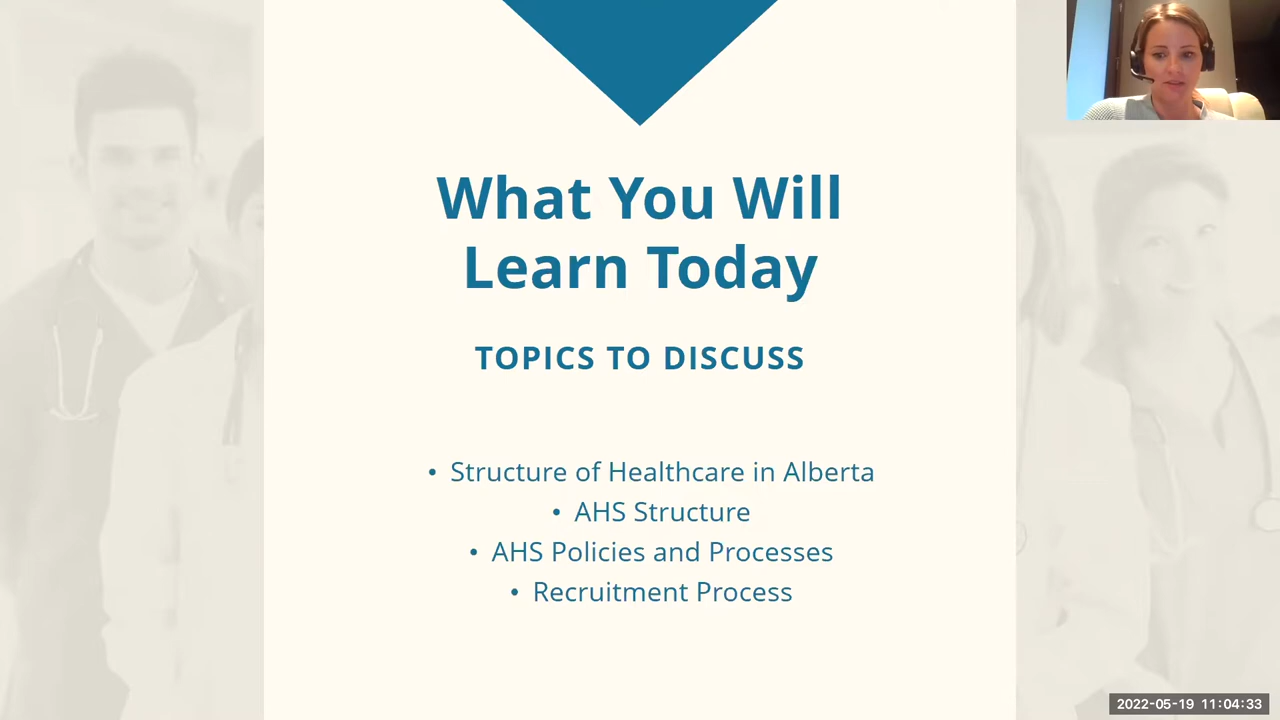 What You Will
Learn Today
TOPICS TO DISCUSS
• Structure of Healthcare in Alberta
• AHS Structure
• AHS Policies and Processes
• Recruitment Process
2022-05-19 11:04:33